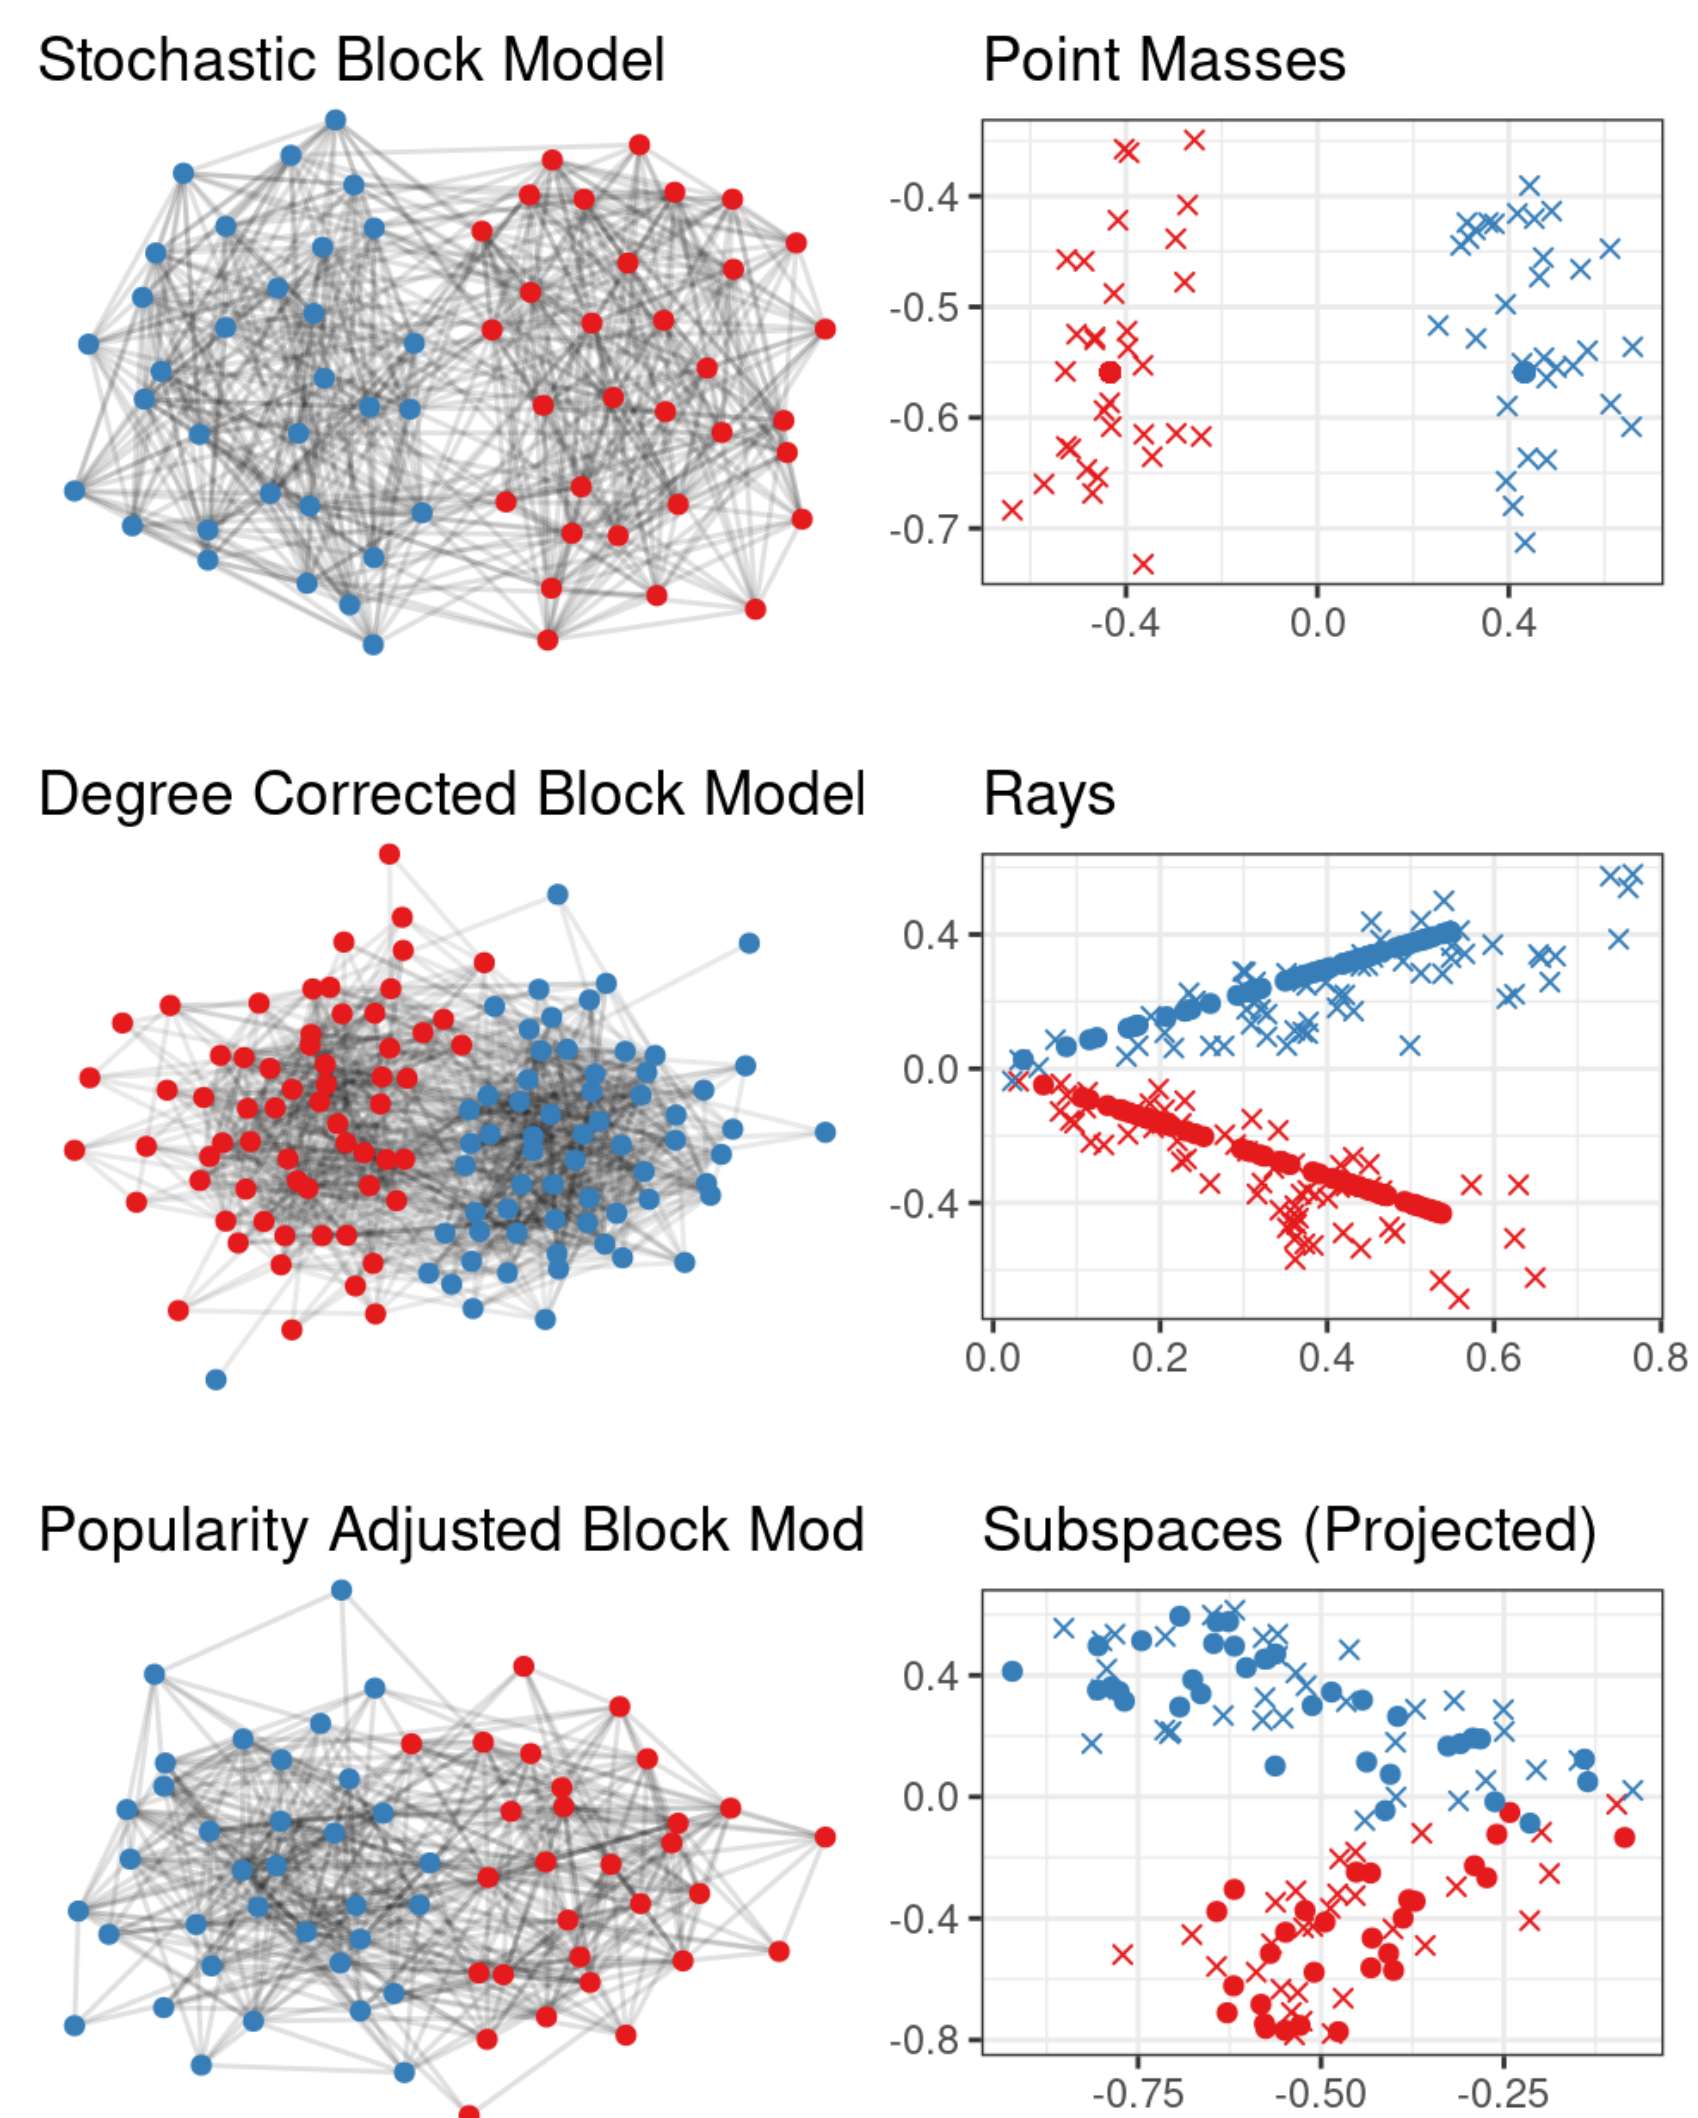 Stochastic Block Model
Point Masses
-0.4
-0.5
-0.6
-0.7
-0.4 0.0 0.4
Degree Corrected Block Model
Rays
0.4
0.0
-0.4
0.0 0.2 0.4 0.6 0.8
Popularity Adjusted Block Mod
Subspaces (Projected)
0.4
0.0
-0.4
-0.8
-0.75 -0.50 -0.25